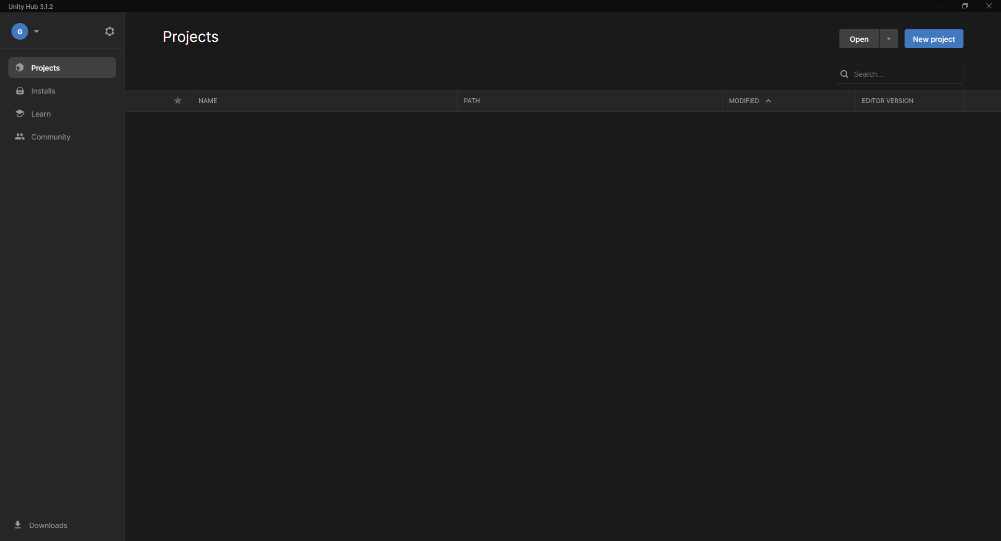 Unity Hub 3.1.2
G
Projects
Installs
Learn
Community
Downloads
Projects
Open
New project
Search...
NAME
PATH
MODIFIED
EDITOR VERSION